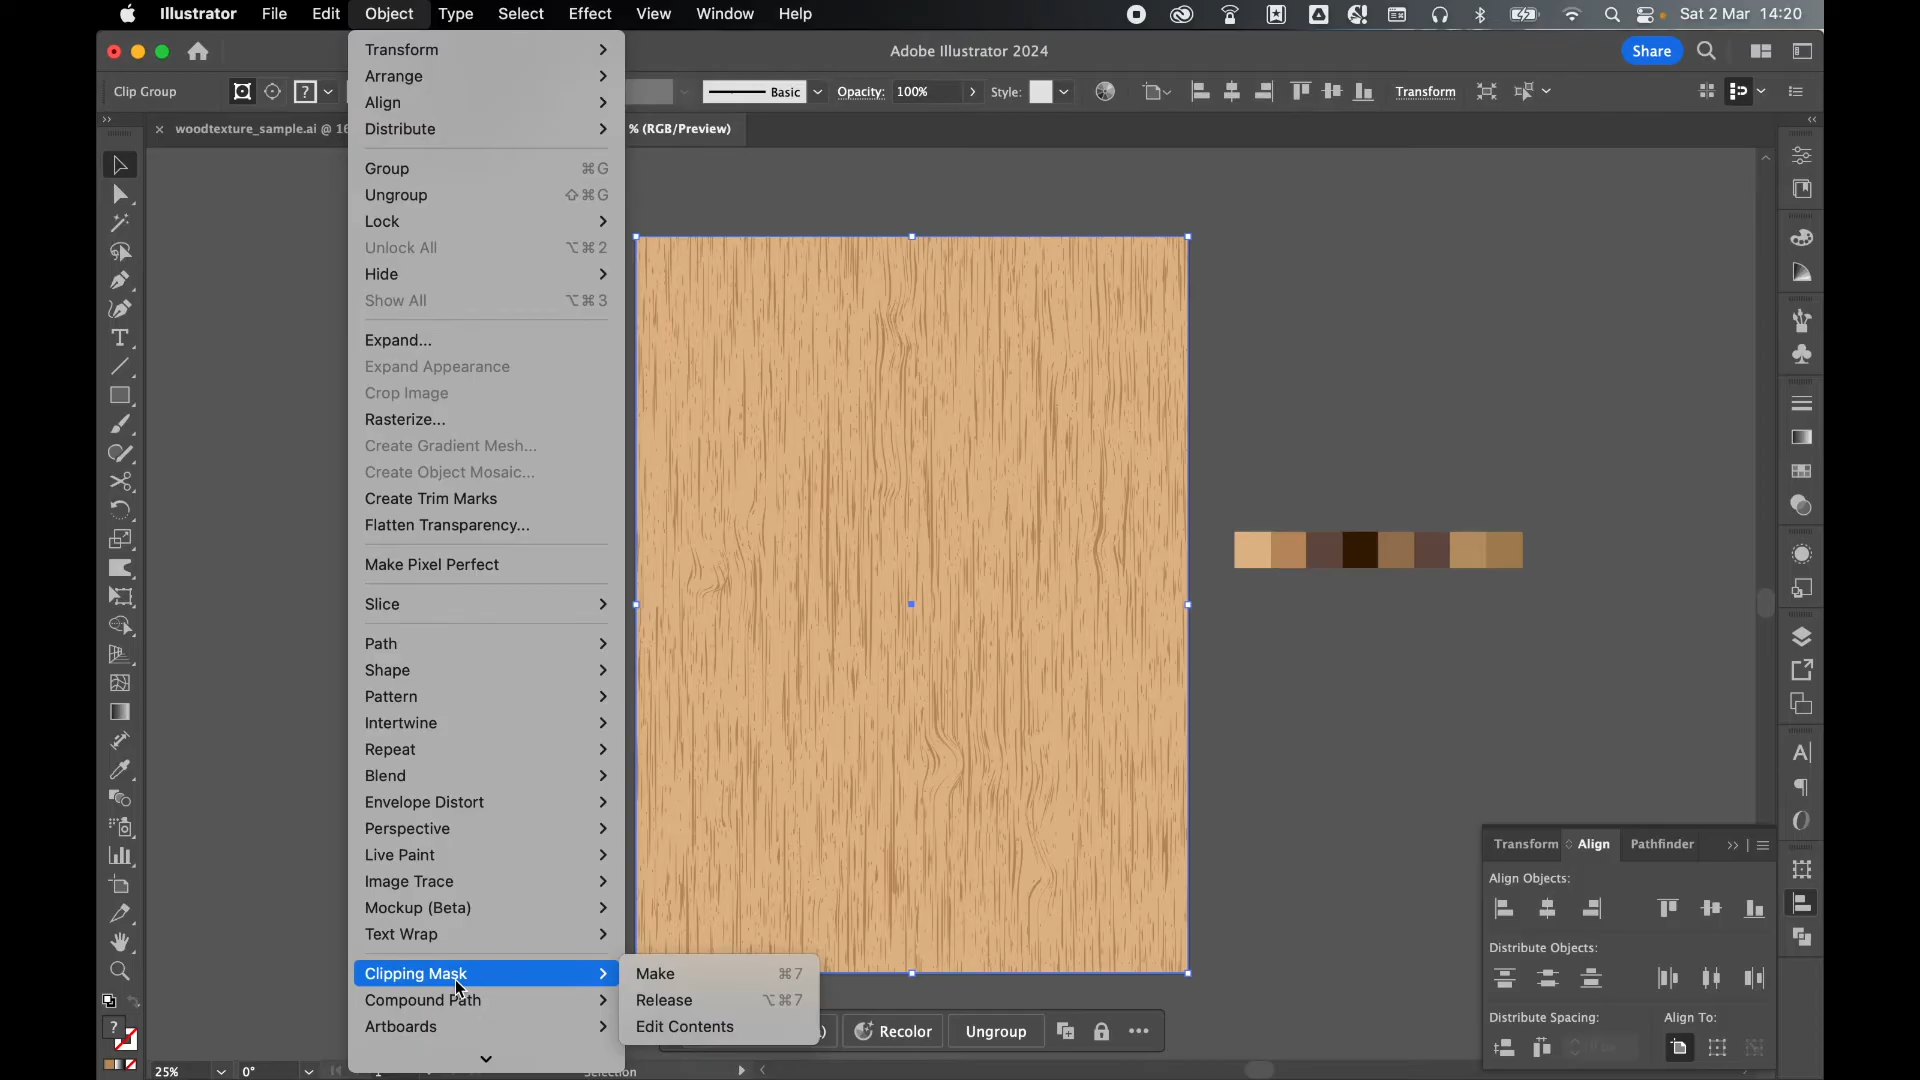 Illustrator File Edit Object Type Select Effect View Window Help Sat 2 Mar 14:20
Adobe Illustrator 2024 Share
Clip Group ? Basic Opacity: 100% Style: Transform
× woodtexture_sample.ai @ 16 % (RGB/Preview)
Transform
Arrange
Align
Distribute
Group ⌘G
Ungroup ⇧⌘G
Lock
Unlock All ⌥⌘2
Hide
Show All ⌥⌘3
Expand...
Expand Appearance
Crop Image
Rasterize...
Create Gradient Mesh...
Create Object Mosaic...
Create Trim Marks
Flatten Transparency...
Make Pixel Perfect
Slice
Path
Shape
Pattern
Intertwine
Repeat
Blend
Envelope Distort
Perspective
Live Paint
Image Trace
Mockup (Beta)
Text Wrap
Clipping Mask
Compound Path
Artboards
Make ⌘7
Release ⌥⌘7
Edit Contents
Recolor Ungroup
Transform Align Pathfinder
Align Objects:
Distribute Objects:
Distribute Spacing: Align To:
?
25% 0° Selection